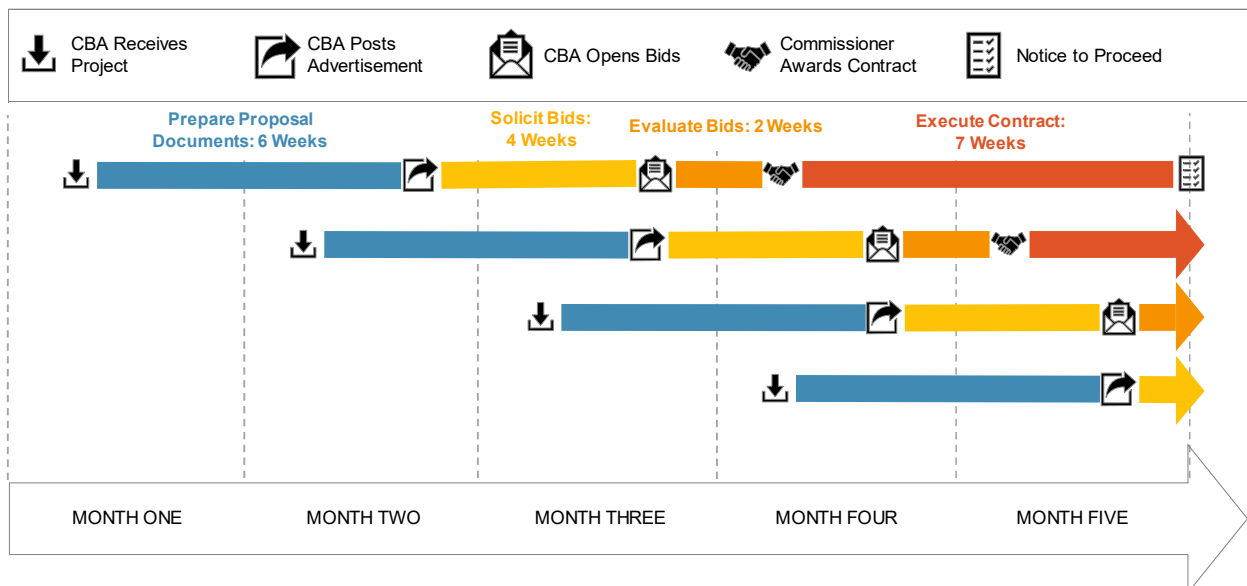 CBA Receives
Project
CBA Posts
Advertisement
CBA Opens Bids
Commissioner
Awards Contract
Notice to Proceed
Prepare Proposal
Documents: 6 Weeks
Solicit Bids:
4 Weeks
Evaluate Bids: 2 Weeks
Execute Contract:
7 Weeks
MONTH ONE
MONTH TWO
MONTH THREE
MONTH FOUR
MONTH FIVE